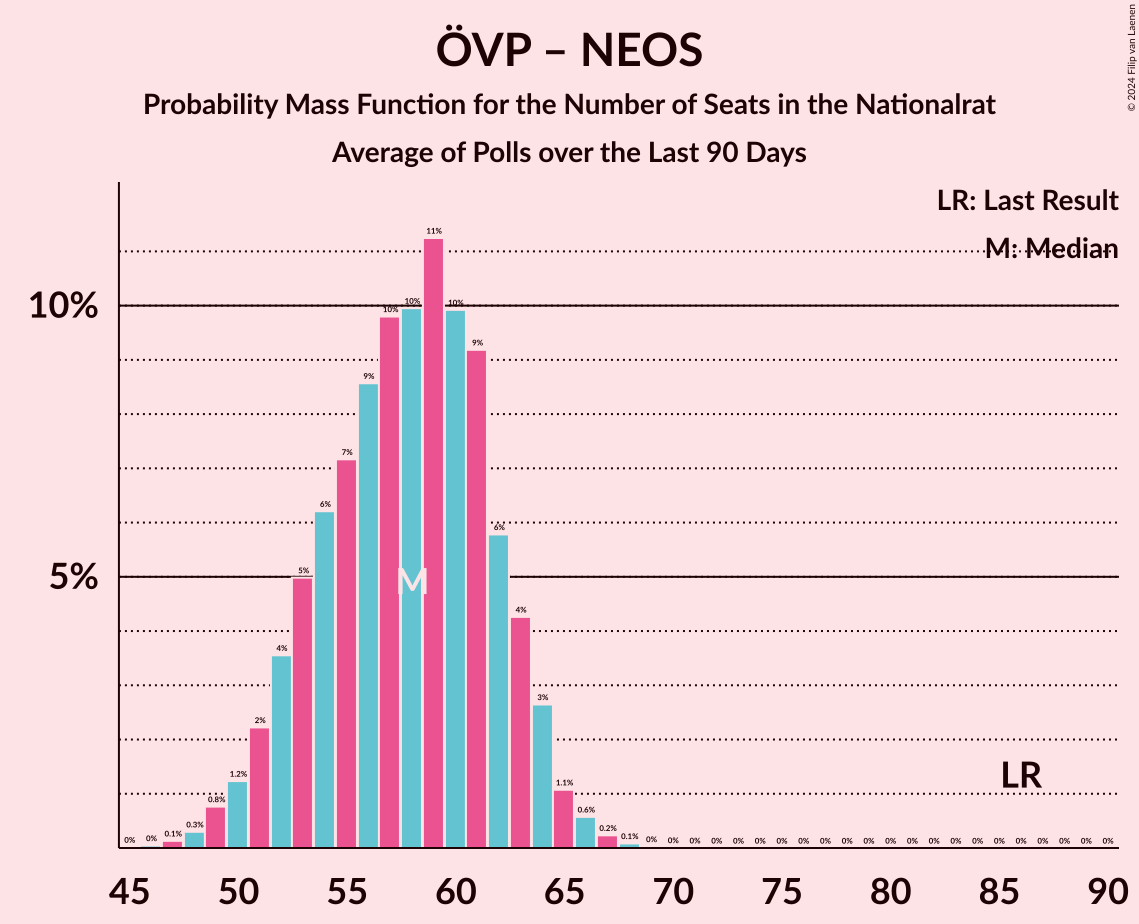 ÖVP – NEOS
Probability Mass Function for the Number of Seats in the Nationalrat
Average of Polls over the Last 90 Days
© 2024 Filip van Laenen
LR: Last Result
M: Median
10%
5%
0% 0% 0.1% 0.3% 0.8% 1.2% 2% 4% 5% 6% 7% 9% 10% 10% 11% 10% 9% 6% 4% 3% 1.1% 0.6% 0.2% 0.1% 0% 0% 0% 0% 0% 0% 0% 0% 0% 0% 0% 0% 0% 0% 0% 0% 0% 0% 0% 0% 0% 0%
M
LR
45 50 55 60 65 70 75 80 85 90